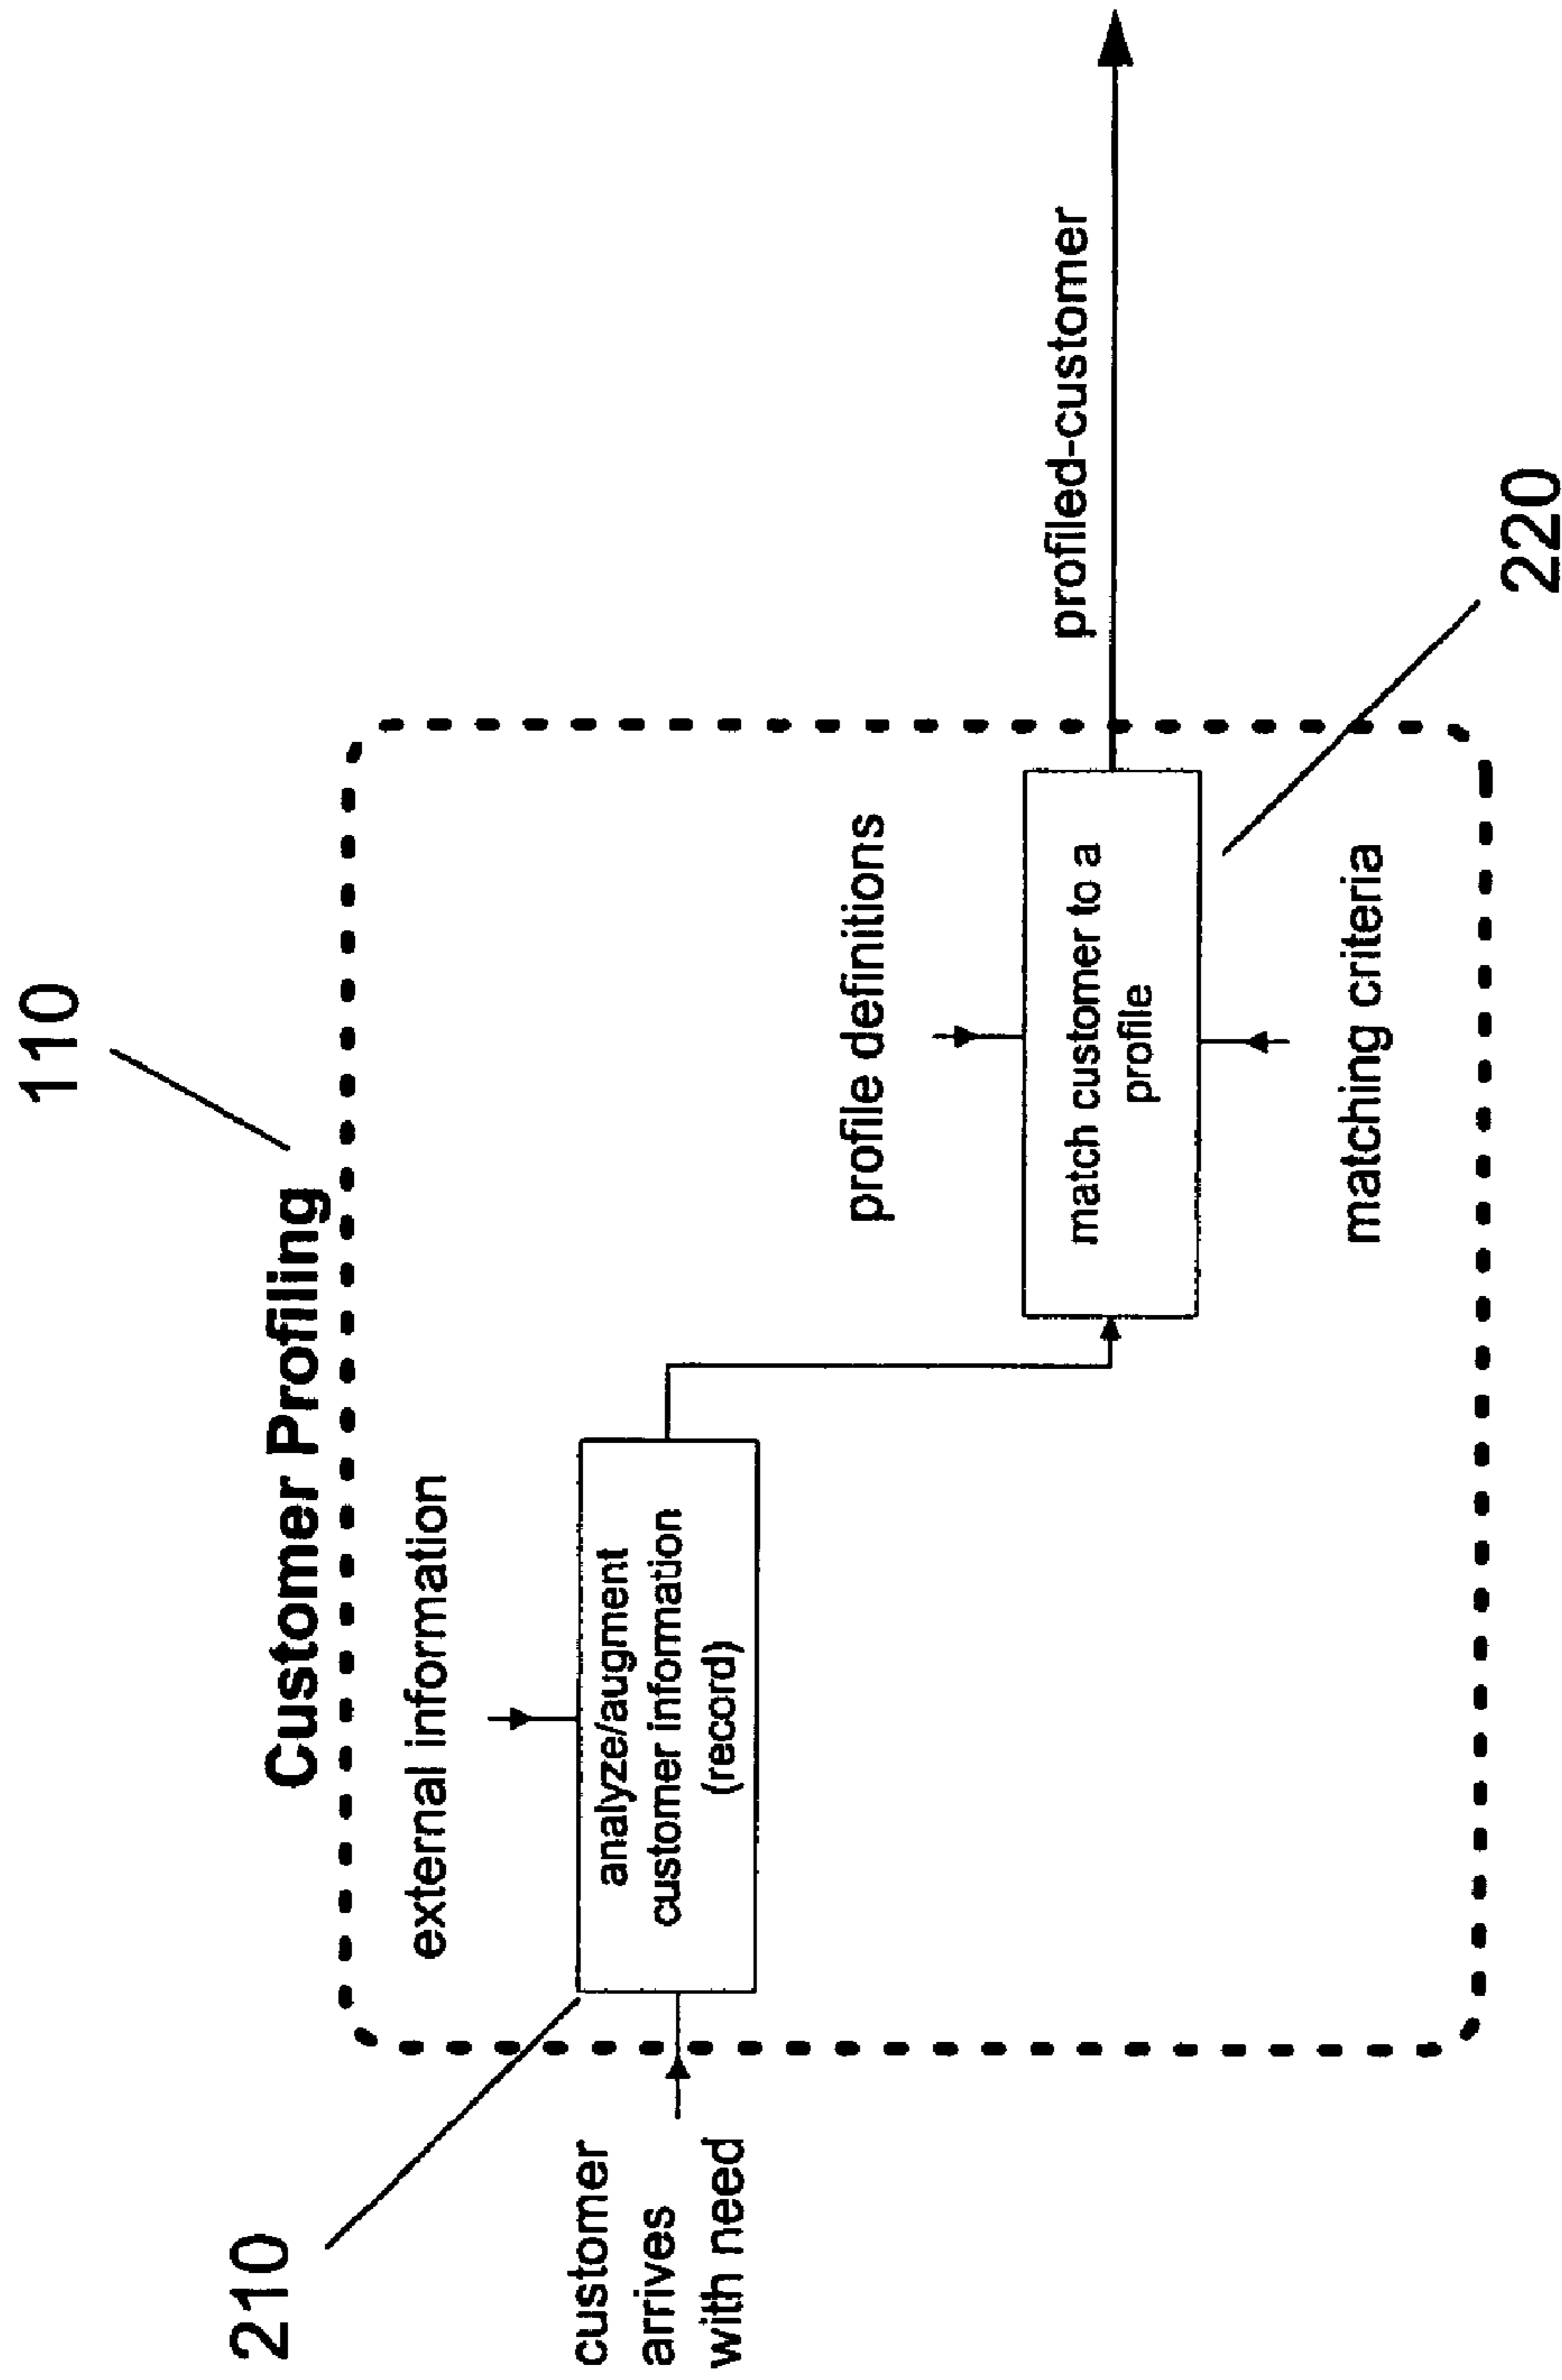 110
Customer Profiling
210
external information
customer
arrives
with need
analyze/augment
customer information
(record)
profile definitions
match customer to a
profile
matching criteria
profiled-customer
220